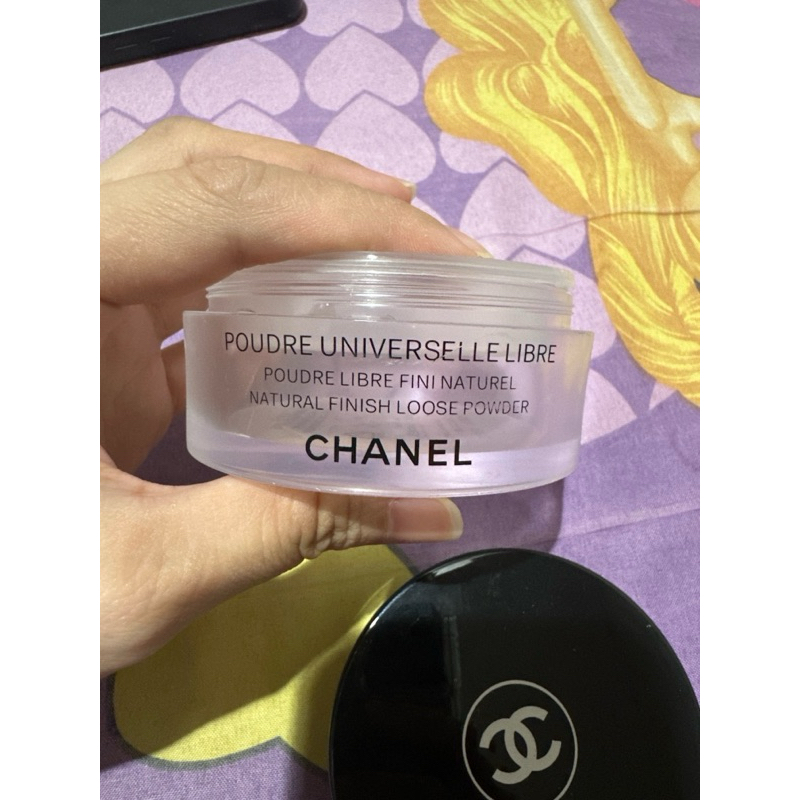 POUDRE UNIVERSELLE LIBRE
POUDRE LIBRE FINI NATUREL
NATURAL FINISH LOOSE POWDER
CHANEL